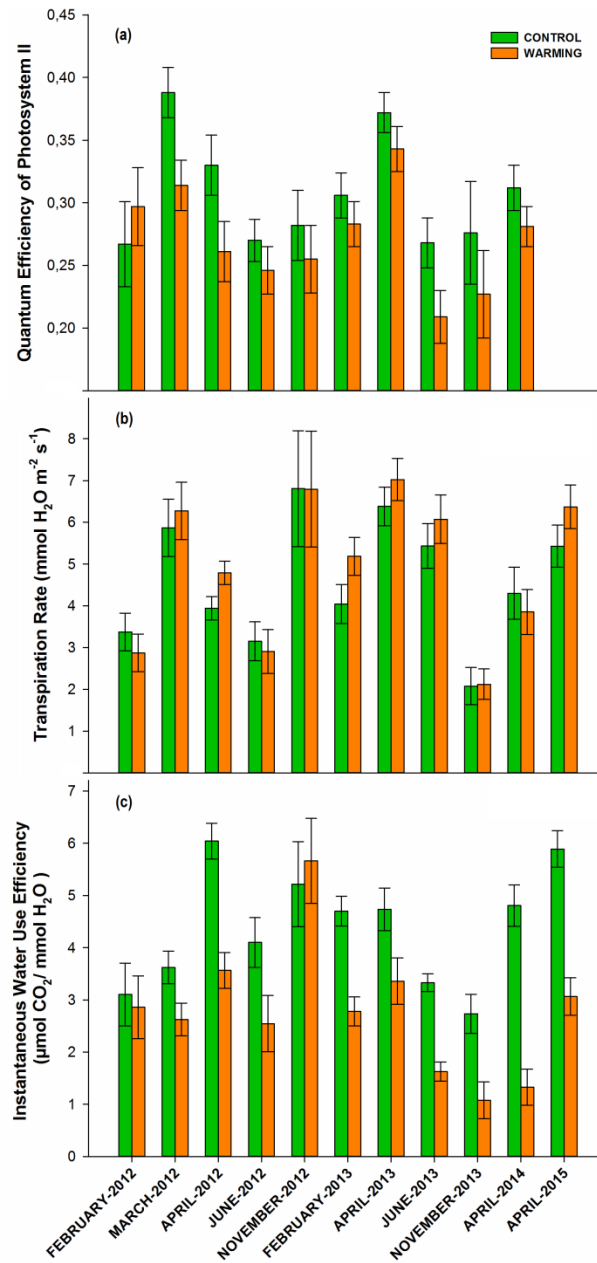 (a)
CONTROL
WARMING
Quantum Efficiency of Photosystem II
0,45
0,40
0,35
0,30
0,25
0,20
(b)
Transpiration Rate (mmol H₂O m⁻² s⁻¹)
8
7
6
5
4
3
2
1
(c)
Instantaneous Water Use Efficiency
(µmol CO₂/ mmol H₂O)
7
6
5
4
3
2
1
0
FEBRUARY-2012
MARCH-2012
APRIL-2012
JUNE-2012
NOVEMBER-2012
FEBRUARY-2013
APRIL-2013
JUNE-2013
NOVEMBER-2013
APRIL-2014
APRIL-2015